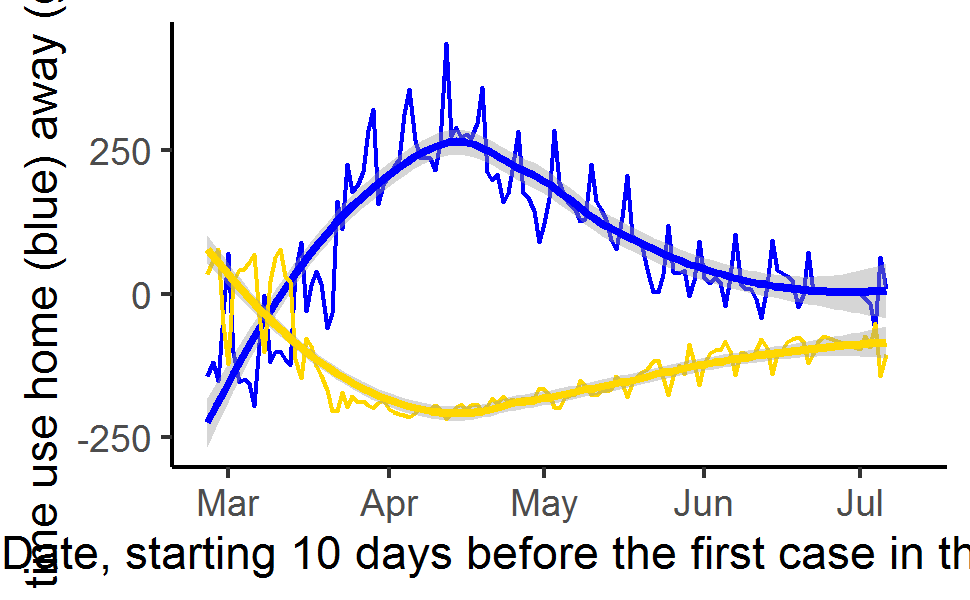 time use home (blue) away (
250
0
-250
Mar Apr May Jun Jul
Date, starting 10 days before the first case in th